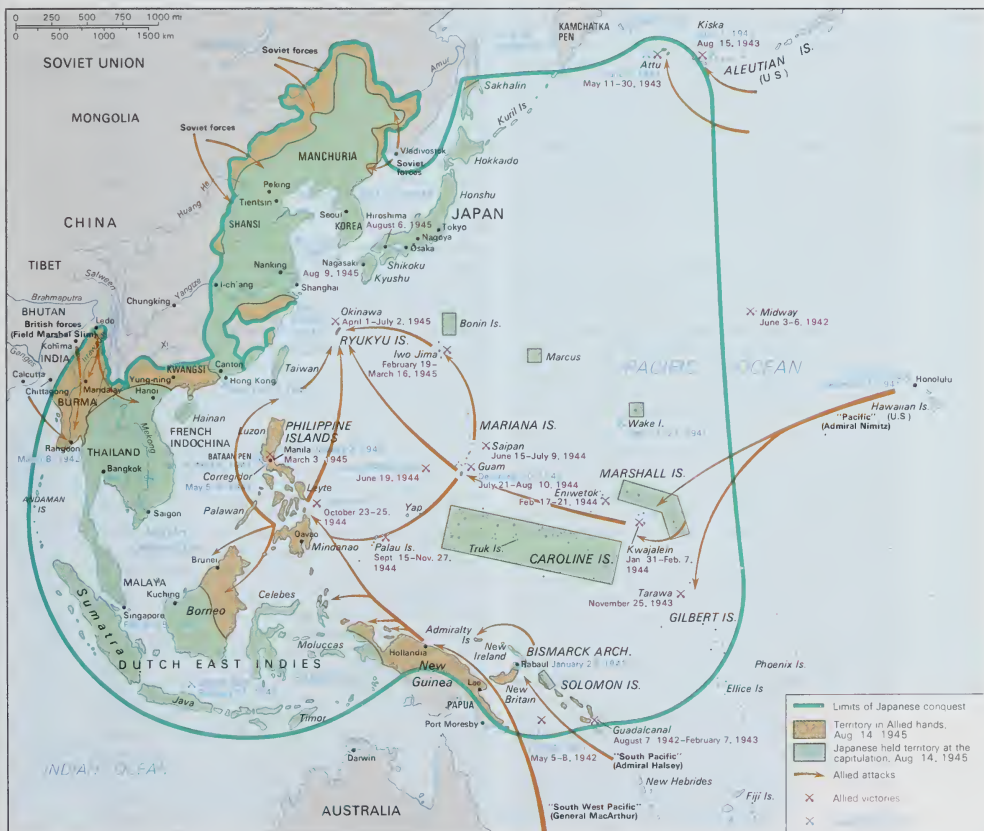 0 250 500 750 1000 mi
0 500 1000 1500 km
SOVIET UNION
MONGOLIA
CHINA
TIBET
Soviet forces
Soviet forces
Soviet forces
Amur
Vladivostok
MANCHURIA
Peking
Tientsin
SHANSI
Huang He
Seoul
KOREA
Hiroshima
August 6, 1945
JAPAN
Honshu
Hokkaido
Sakhalin
Kuril Is
Tokyo
Nagoya
Osaka
Shikoku
Kyushu
Nagasaki
Aug 9, 1945
Nanking
Shanghai
I-ch'ang
Chungking
Yangtze
Salween
Brahmaputra
BHUTAN
British forces
(Field Marshal Slim)
Ledo
Kohima
INDIA
Ganges
Calcutta
Chittagong
Mandalay
BURMA
Rangoon
1942
Xi
Yung-ning
KWANGSI
Canton
Hong Kong
Hanoi
Hainan
Taiwan
FRENCH
INDOCHINA
Mekong
THAILAND
Bangkok
Saigon
ANDAMAN
IS
KAMCHATKA
PEN
Kiska
Aug 15, 1943
Attu
May 11–30, 1943
ALEUTIAN
IS.
(U S)
Okinawa
April 1–July 2, 1945
RYUKYU IS.
Bonin Is.
Iwo Jima
February 19–
March 16, 1945
Marcus
Midway
June 3–6, 1942
PACIFIC OCEAN
Honolulu
Hawaiian Is.
(U S)
"Pacific"
(Admiral Nimitz)
Wake I.
MARIANA IS.
Saipan
June 15–July 9, 1944
Guam
July 21–Aug 10, 1944
June 19, 1944
Eniwetok
Feb 17–21, 1944
MARSHALL IS.
Kwajalein
Jan 31–Feb. 7,
1944
Truk Is.
CAROLINE IS.
Tarawa
November 25, 1943
GILBERT IS.
PHILIPPINE
ISLANDS
Luzon
BATAAN PEN
Manila
March 3, 1945
Corregidor
Leyte
October 23–25,
1944
Palawan
Davao
Mindanao
Yap
Palau Is.
Sept 15–Nov. 27,
1944
Brunei
MALAYA
Kuching
Singapore
Borneo
Celebes
Sumatra
DUTCH EAST INDIES
Java
Moluccas
Timor
Hollandia
New
Guinea
Lae
PAPUA
Port Moresby
Admiralty
Is
New
Ireland
BISMARCK ARCH.
Rabaul
New
Britain
SOLOMON IS.
Guadalcanal
August 7 1942–February 7, 1943
May 5–8, 1942
"South Pacific"
(Admiral Halsey)
"South West Pacific"
(General MacArthur)
Darwin
AUSTRALIA
INDIAN OCEAN
New Hebrides
Fiji Is.
Ellice Is
Phoenix Is.
Limits of Japanese conquest
Territory in Allied hands,
Aug 14 1945
Japanese held territory at the
capitulation, Aug 14, 1945
Allied attacks
Allied victories